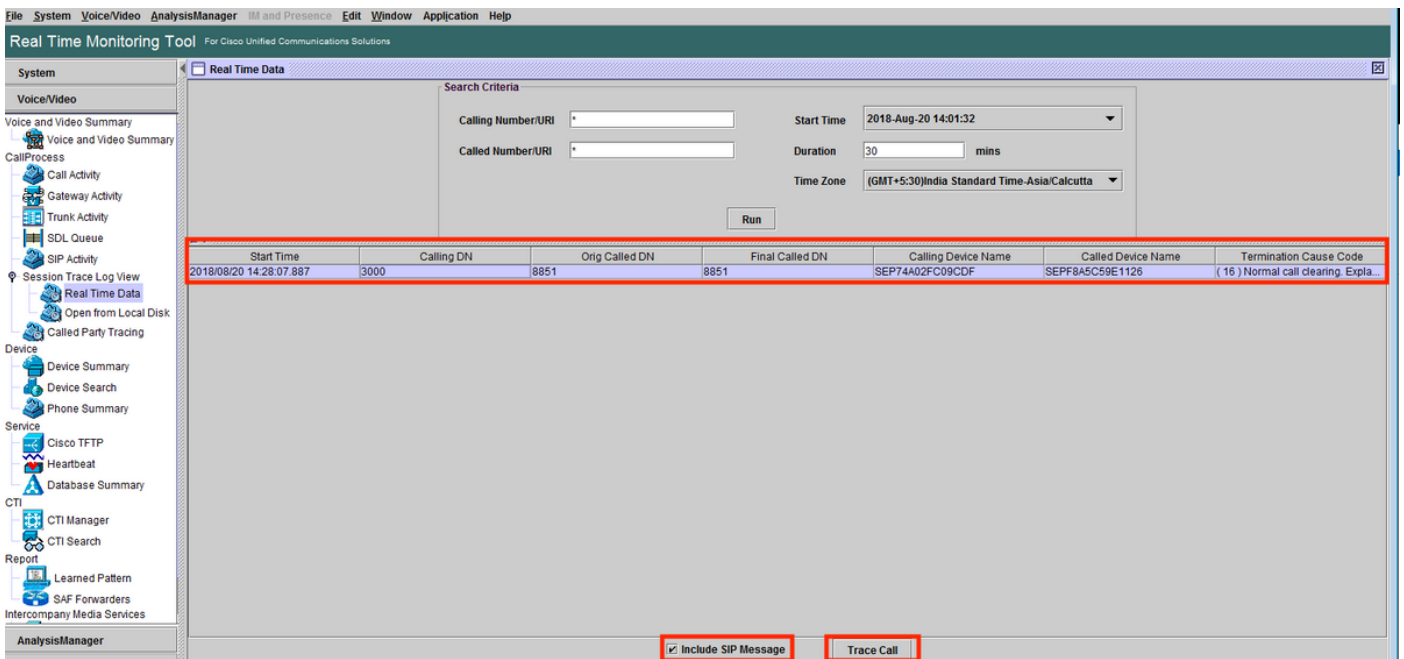 File System Voice/Video AnalysisManager IM and Presence Edit Window Application Help
Real Time Monitoring Tool For Cisco Unified Communications Solutions
System
Voice/Video
Voice and Video Summary
Voice and Video Summary
CallProcess
Call Activity
Gateway Activity
Trunk Activity
SDL Queue
SIP Activity
Session Trace Log View
Real Time Data
Open from Local Disk
Called Party Tracing
Device
Device Summary
Device Search
Phone Summary
Service
Cisco TFTP
Heartbeat
Database Summary
CTI
CTI Manager
CTI Search
Report
Learned Pattern
SAF Forwarders
Intercompany Media Services
AnalysisManager
Real Time Data
Search Criteria
Calling Number/URI * Start Time 2018-Aug-20 14:01:32
Called Number/URI * Duration 30 mins
Time Zone (GMT+5:30)India Standard Time-Asia/Calcutta
Run
Start Time Calling DN Orig Called DN Final Called DN Calling Device Name Called Device Name Termination Cause Code
2018/08/20 14:28:07.887 3000 8851 8851 SEP74A02FC09CDF SEPF8A5C59E1126 ( 16 ) Normal call clearing. Expla...
Include SIP Message Trace Call